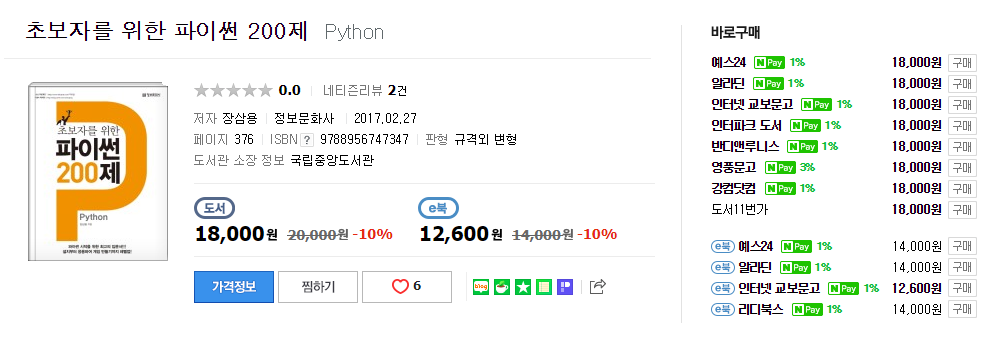 초보자를 위한 파이썬 200제 Python
초보자를 위한
파이썬
200제
Python
0.0 네티즌리뷰 2건
저자 장삼용 정보문화사 2017.02.27
페이지 376 ISBN ? 9788956747347 판형 규격외 변형
도서관 소장 정보 국립중앙도서관
도서
18,000원 20,000원 -10%
e북
12,600원 14,000원 -10%
가격정보 찜하기 6
blog
바로구매
예스24 N Pay 1% 18,000원 구매
알라딘 N Pay 1% 18,000원 구매
인터넷 교보문고 N Pay 1% 18,000원 구매
인터파크 도서 N Pay 1% 18,000원 구매
반디앤루니스 N Pay 1% 18,000원 구매
영풍문고 N Pay 3% 18,000원 구매
강컴닷컴 N Pay 1% 18,000원 구매
도서11번가 18,000원 구매
e북 예스24 N Pay 1% 14,000원 구매
e북 알라딘 N Pay 1% 14,000원 구매
e북 인터넷 교보문고 N Pay 1% 12,600원 구매
e북 리디북스 N Pay 1% 14,000원 구매